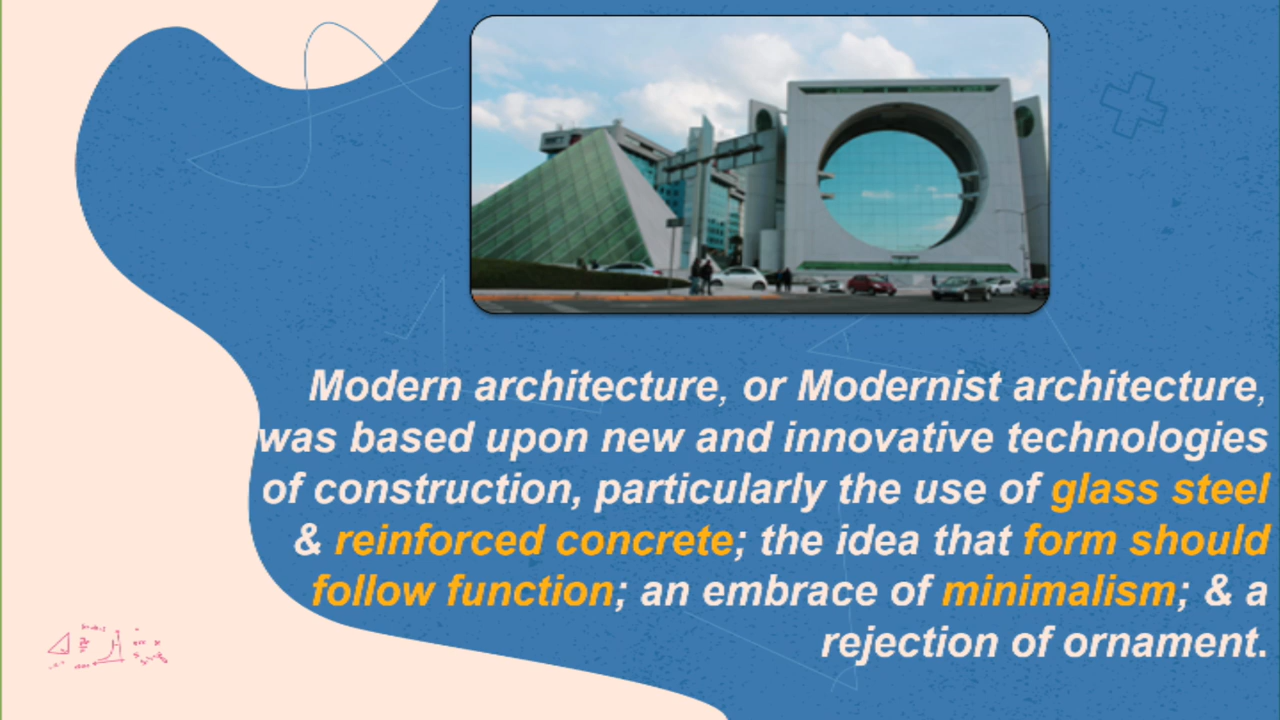 Modern architecture, or Modernist architecture,
was based upon new and innovative technologies
of construction, particularly the use of glass steel
& reinforced concrete; the idea that form should
follow function; an embrace of minimalism; & a
rejection of ornament.